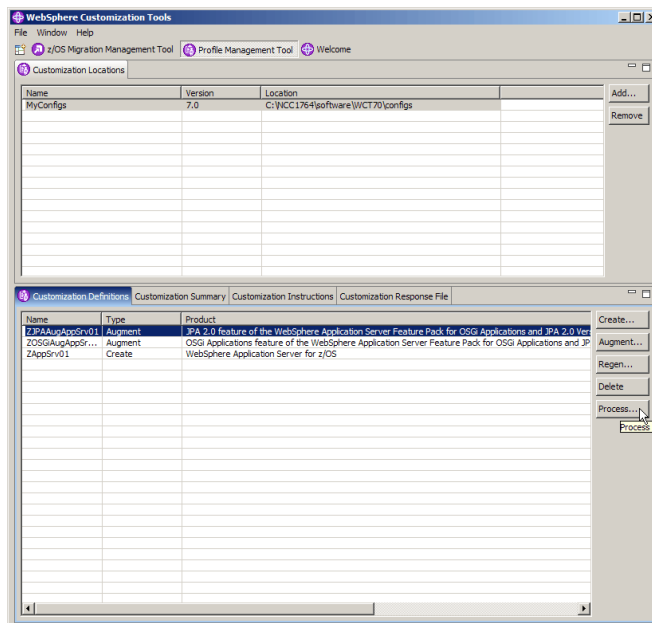 WebSphere Customization Tools
File Window Help
z/OS Migration Management Tool Profile Management Tool Welcome
Customization Locations
Name Version Location
MyConfigs 7.0 C:\NCC1764\software\WCT70\configs
Add...
Remove
Customization Definitions Customization Summary Customization Instructions Customization Response File
Name Type Product
ZJPAAugAppSrv01 Augment JPA 2.0 feature of the WebSphere Application Server Feature Pack for OSGi Applications and JPA 2.0 Vers
ZOSGiAugAppSr... Augment OSGi Applications feature of the WebSphere Application Server Feature Pack for OSGi Applications and JP
ZAppSrv01 Create WebSphere Application Server for z/OS
Create...
Augment...
Regen...
Delete
Process...
Process